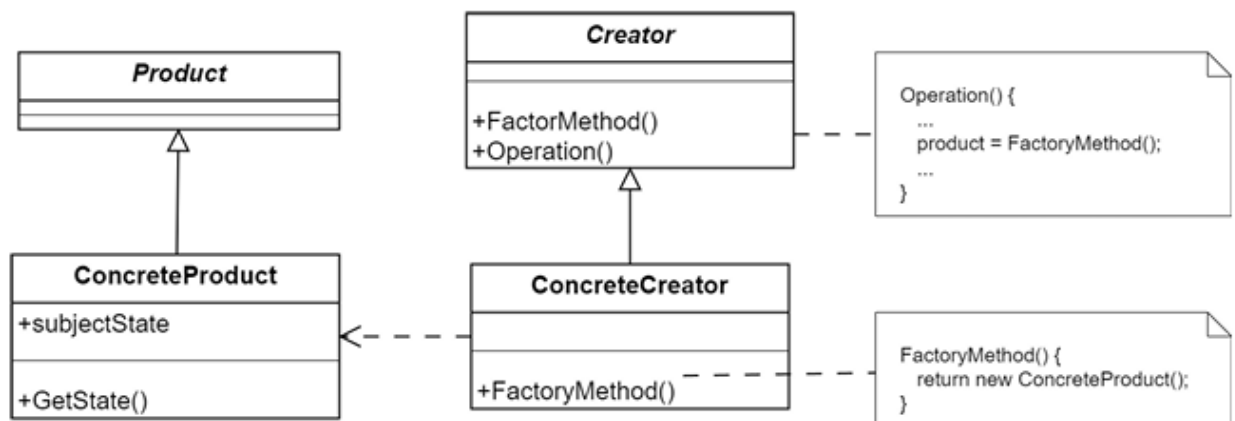 Product
ConcreteProduct
+subjectState
+GetState()
Creator
+FactorMethod()
+Operation()
ConcreteCreator
+FactoryMethod()
Operation() {
...
product = FactoryMethod();
...
}
FactoryMethod() {
return new ConcreteProduct();
}